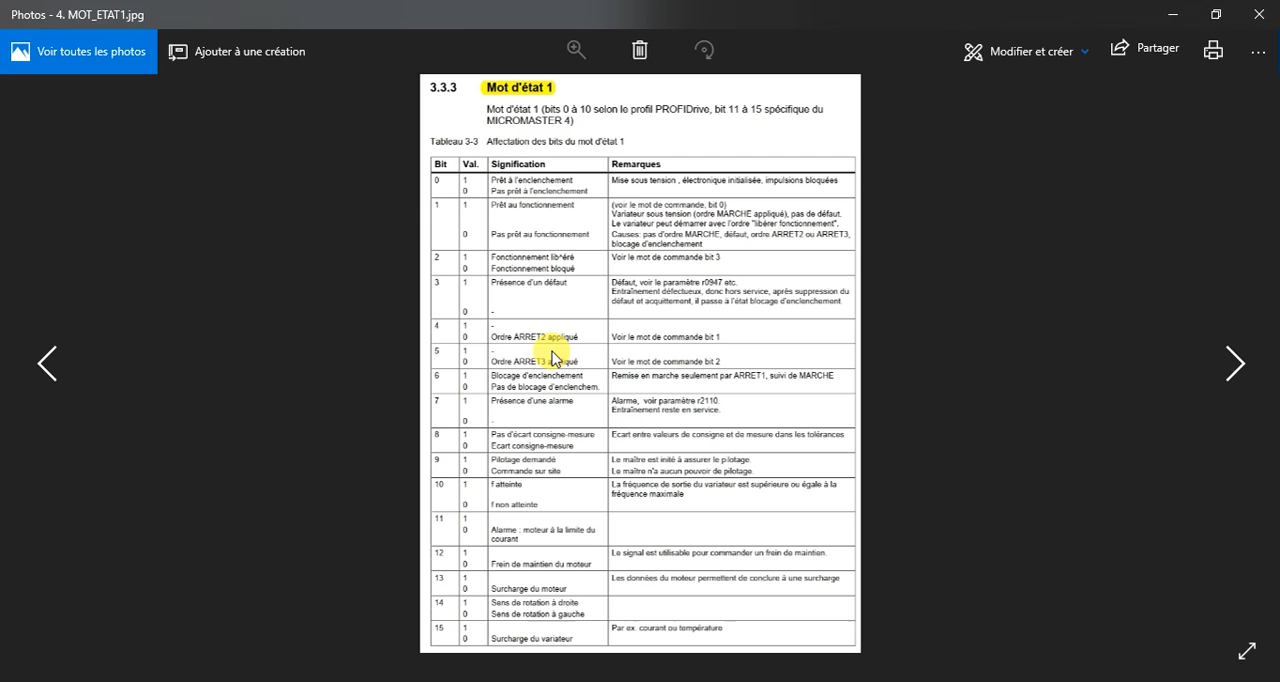 Photos - 4. MOT_ETAT1.jpg
Voir toutes les photos
Ajouter à une création
Modifier et créer
Partager
3.3.3 Mot d'état 1
Mot d'état 1 (bits 0 à 10 selon le profil PROFIDrive, bit 11 à 15 spécifique du
MICROMASTER 4)
Tableau 3-3 Affectation des bits du mot d'état 1
Bit Val. Signification Remarques
0 1 Prêt à l'enclenchement Mise sous tension , électronique initialisée, impulsions bloquées
0 Pas prêt à l'enclenchement
1 1 Prêt au fonctionnement (voir le mot de commande, bit 0)
Variateur sous tension (ordre MARCHE appliqué), pas de défaut.
Le variateur peut démarrer avec l'ordre "libérer fonctionnement".
0 Pas prêt au fonctionnement Causes: pas d'ordre MARCHE, défaut, ordre ARRET2 ou ARRET3,
blocage d'enclenchement
2 1 Fonctionnement lib^éré Voir le mot de commande bit 3
0 Fonctionnement bloqué
3 1 Présence d'un défaut Défaut, voir le paramètre r0947 etc.
Entraînement défectueux, donc hors service, après suppression du
défaut et acquittement, il passe à l'état blocage d'enclenchement.
0 -
4 1 -
0 Ordre ARRET2 appliqué Voir le mot de commande bit 1
5 1 -
0 Ordre ARRET3 Voir le mot de commande bit 2
6 1 Blocage d'enclenchement Remise en marche seulement par ARRET1, suivi de MARCHE
0 Pas de blocage d'enclenchem.
7 1 Présence d'une alarme Alarme, voir paramètre r2110.
Entraînement reste en service.
0 -
8 1 Pas d'écart consigne-mesure Ecart entre valeurs de consigne et de mesure dans les tolérances
0 Ecart consigne-mesure
9 1 Pilotage demandé Le maître est inité à assurer le pilotage.
0 Commande sur site Le maître n'a aucun pouvoir de pilotage.
10 1 f atteinte La fréquence de sortie du variateur est supérieure ou égale à la
fréquence maximale
0 f non atteinte
11 1
0 Alarme : moteur à la limite du
courant
12 1 Le signal est utilisable pour commander un frein de maintien.
0 Frein de maintien du moteur
13 1 Les données du moteur permettent de conclure à une surcharge
0 Surcharge du moteur
14 1 Sens de rotation à droite
0 Sens de rotation à gauche
15 1 Par ex. courant ou température
0 Surcharge du variateur